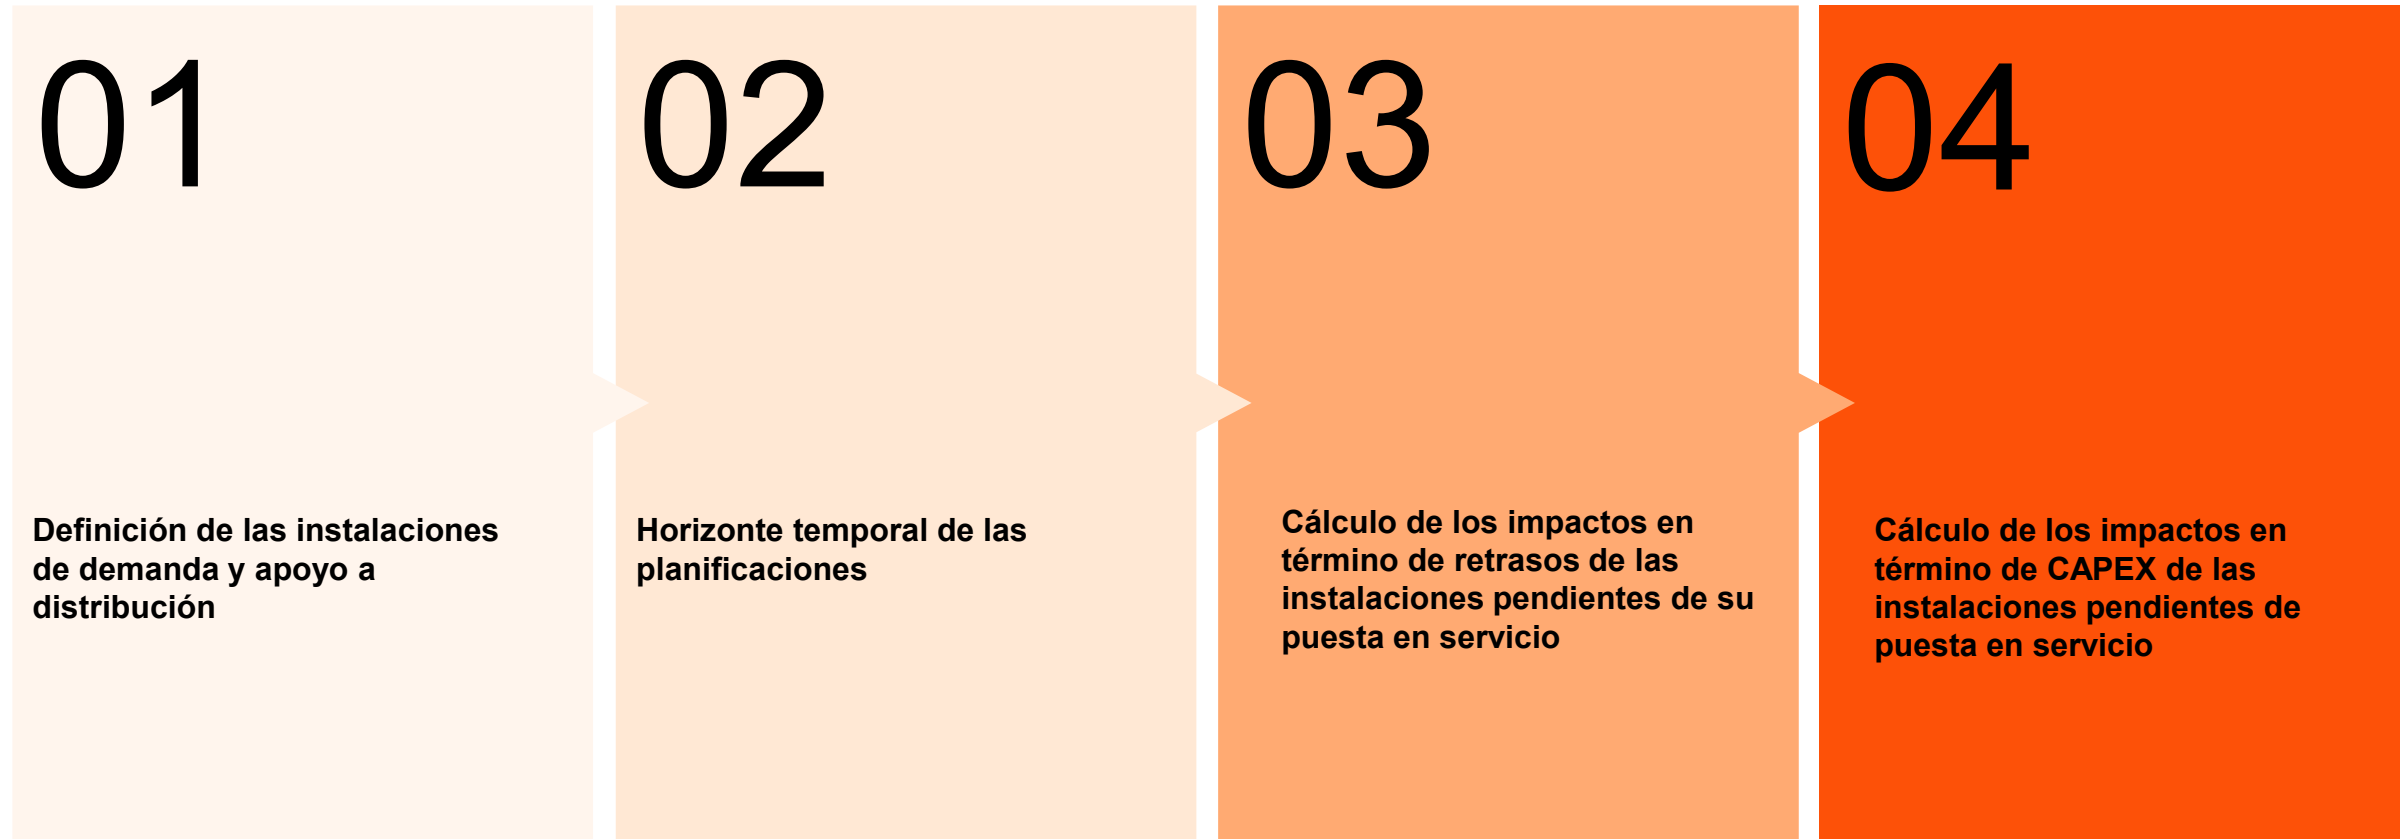 01
Definición de las instalaciones
de demanda y apoyo a
distribución
02
Horizonte temporal de las
planificaciones
03
Cálculo de los impactos en
término de retrasos de las
instalaciones pendientes de su
puesta en servicio
04
Cálculo de los impactos en
término de CAPEX de las
instalaciones pendientes de
puesta en servicio